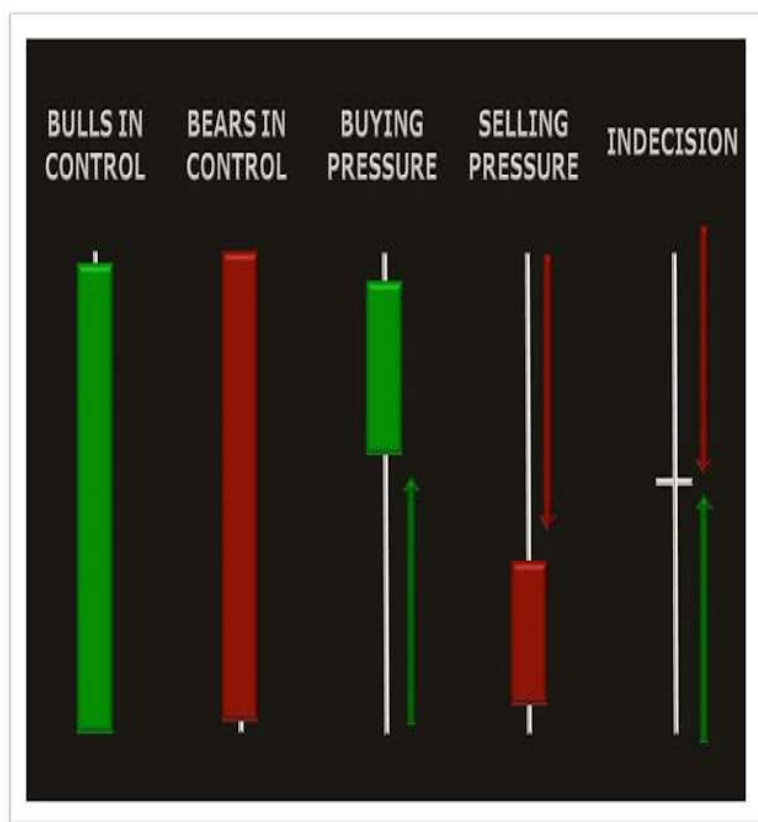 BULLS IN
CONTROL
BEARS IN
CONTROL
BUYING
PRESSURE
SELLING
PRESSURE
INDECISION